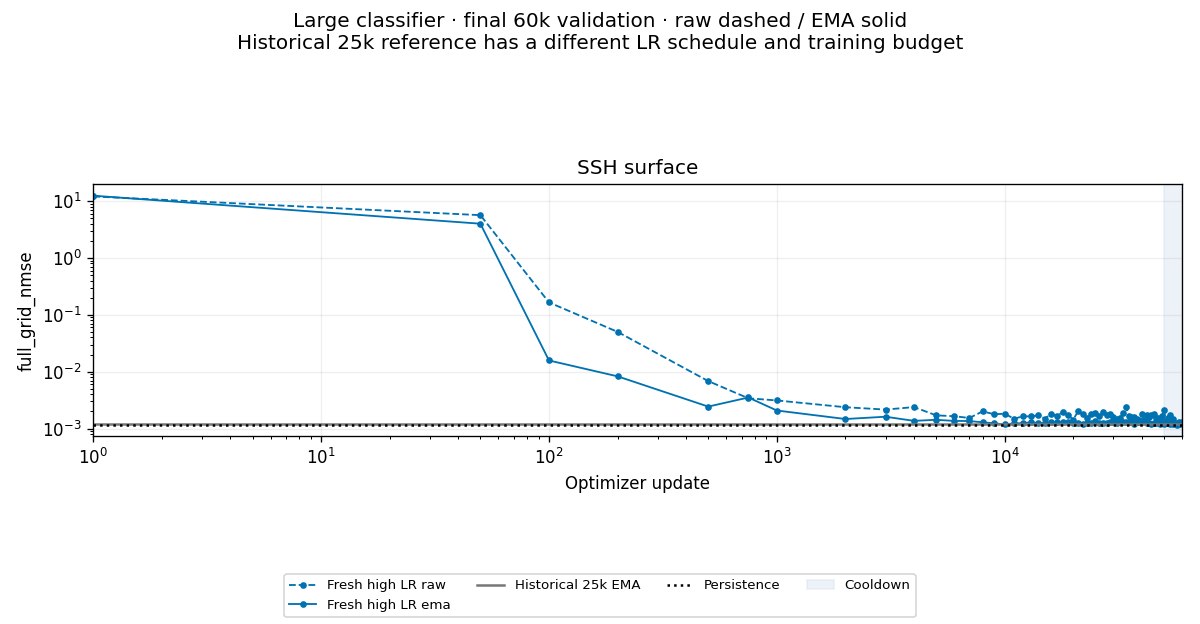 Large classifier · final 60k validation · raw dashed / EMA solid
Historical 25k reference has a different LR schedule and training budget
SSH surface
full_grid_nmse
10¹
10⁰
10⁻¹
10⁻²
10⁻³
10⁰ 10¹ 10² 10³ 10⁴
Optimizer update
Fresh high LR raw Historical 25k EMA Persistence Cooldown
Fresh high LR ema